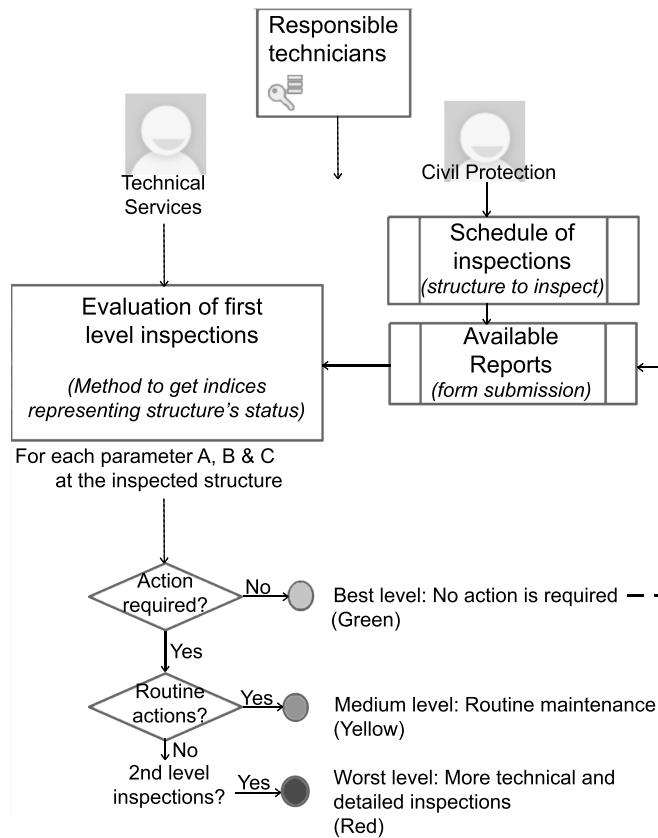 Responsible
technicians
Technical
Services
Civil Protection
Schedule of
inspections
(structure to inspect)
Evaluation of first
level inspections
(Method to get indices
representing structure's status)
Available
Reports
(form submission)
For each parameter A, B & C
at the inspected structure
Action
required?
No
Best level: No action is required
(Green)
Yes
Routine
actions?
Yes
Medium level: Routine maintenance
(Yellow)
No
2nd level
inspections?
Yes
Worst level: More technical and
detailed inspections
(Red)